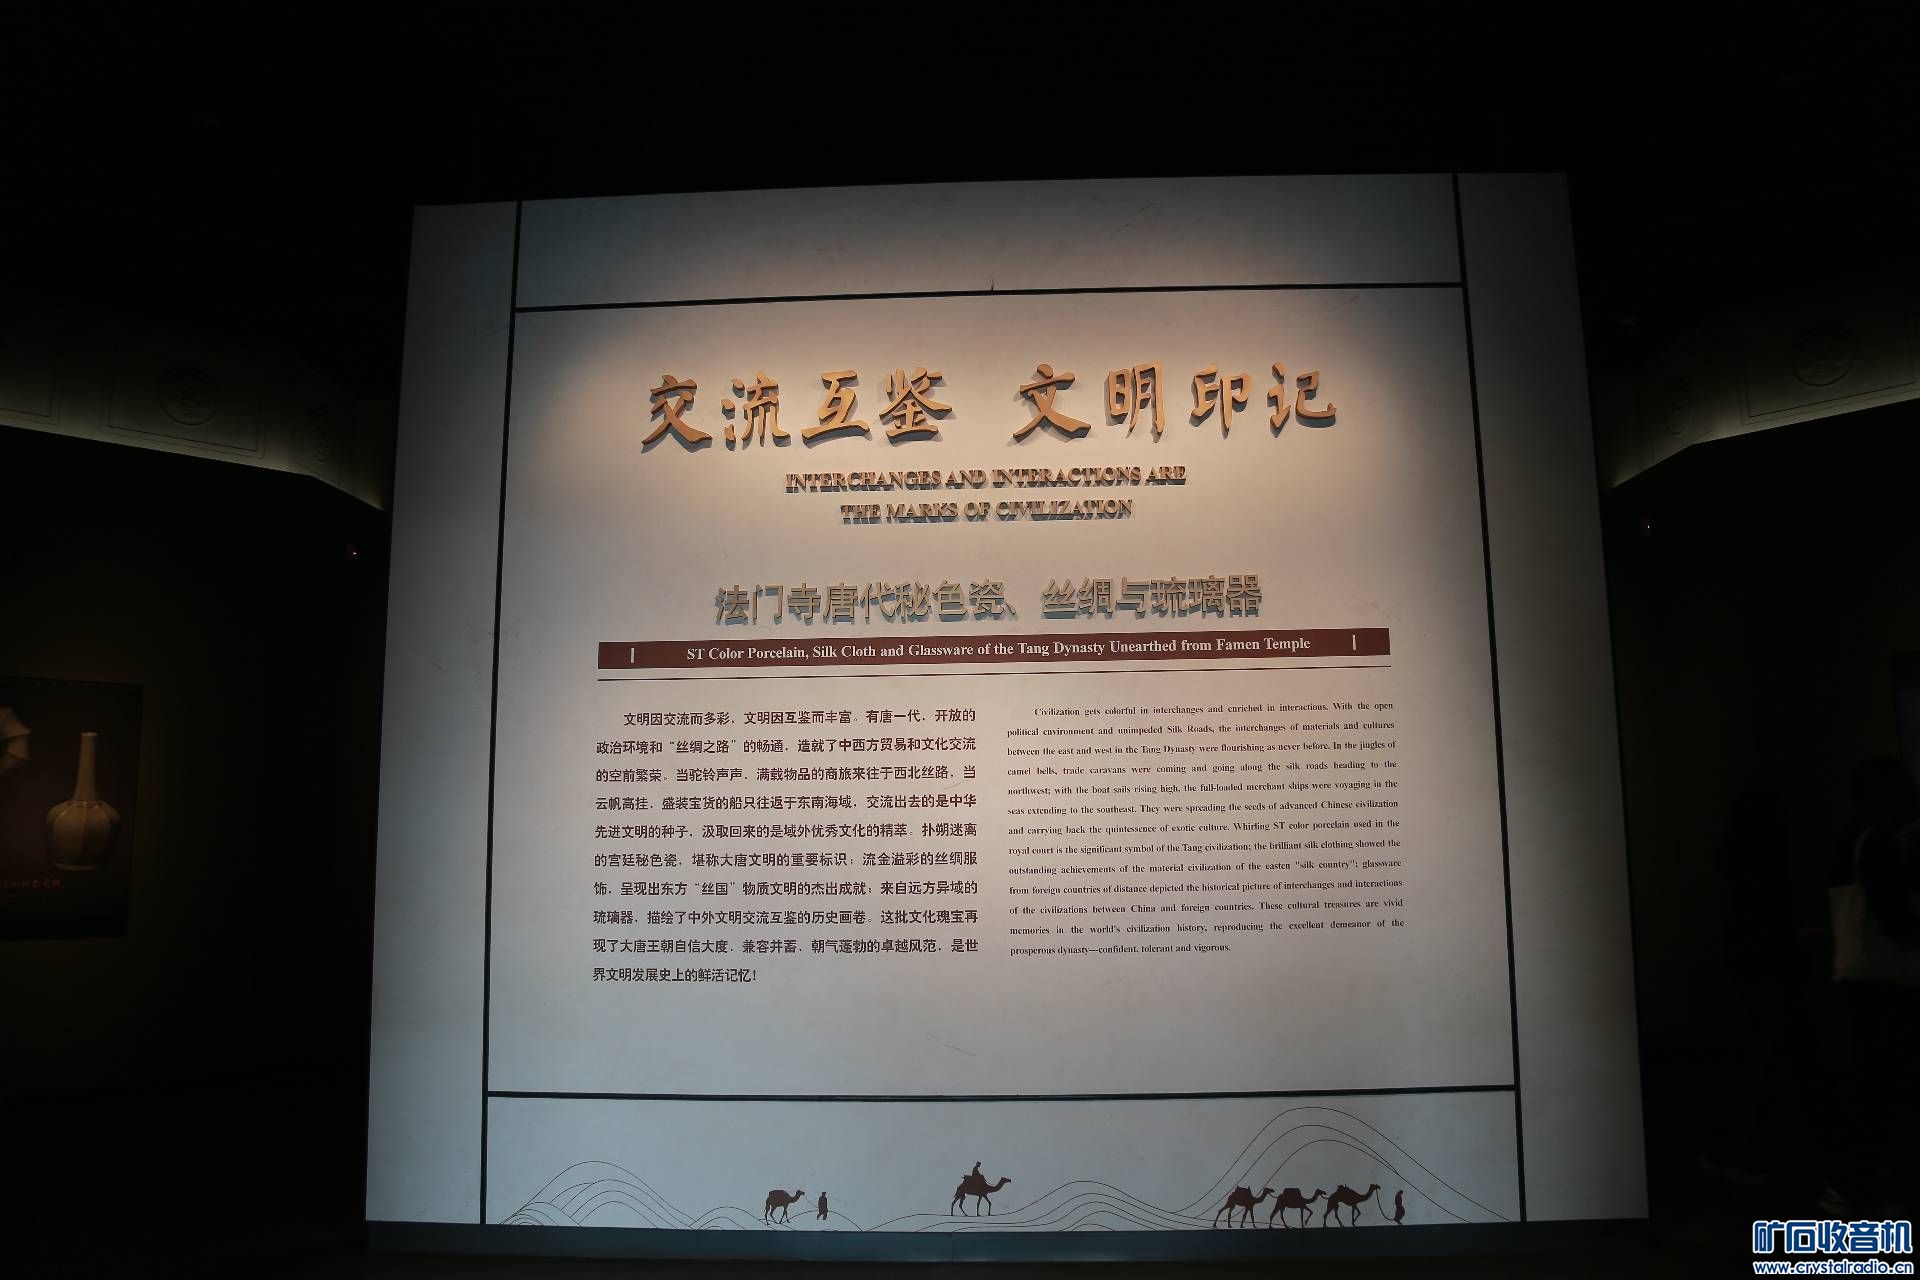 交流互鉴 文明印记
INTERCHANGES AND INTERACTIONS ARE
THE MARKS OF CIVILIZATION
法门寺唐代秘色瓷、丝绸与琉璃器
ST Color Porcelain, Silk Cloth and Glassware of the Tang Dynasty Unearthed from Famen Temple
文明因交流而多彩，文明因互鉴而丰富。有唐一代，开放的
政治环境和“丝绸之路”的畅通，造就了中西方贸易和文化交流
的空前繁荣。当驼铃声声，满载物品的商旅来往于西北丝路，当
云帆高挂，盛装宝货的船只往返于东南海域，交流出去的是中华
先进文明的种子，汲取回来的是域外优秀文化的精萃。扑朔迷离
的宫廷秘色瓷，堪称大唐文明的重要标识；流金溢彩的丝绸服
饰，呈现出东方“丝国”物质文明的杰出成就；来自远方异域的
琉璃器，描绘了中外文明交流互鉴的历史画卷。这批文化瑰宝再
现了大唐王朝自信大度，兼容并蓄，朝气蓬勃的卓越风范，是世
界文明发展史上的鲜活记忆！
Civilization gets colorful in interchanges and enriched in interactions. With the open
political environment and unimpeded Silk Roads, the interchanges of materials and cultures
between the east and west in the Tang Dynasty were flourishing as never before. In the jingles of
camel bells, trade caravans were coming and going along the silk roads heading to the
northwest; with the boat sails rising high, the full-loaded merchant ships were voyaging in the
seas extending to the southeast. They were spreading the seeds of advanced Chinese civilization
and carrying back the quintessence of exotic culture. Whirling ST color porcelain used in the
royal court is the significant symbol of the Tang civilization; the brilliant silk clothing showed the
outstanding achievements of the material civilization of the easten "silk country"; glassware
from foreign countries of distance depicted the historical picture of interchanges and interactions
of the civilizations between China and foreign countries. These cultural treasures are vivid
memories in the world's civilization history, reproducing the excellent demeanor of the
prosperous dynasty—confident, tolerant and vigorous.
矿石收音机
www.crystalradio.cn